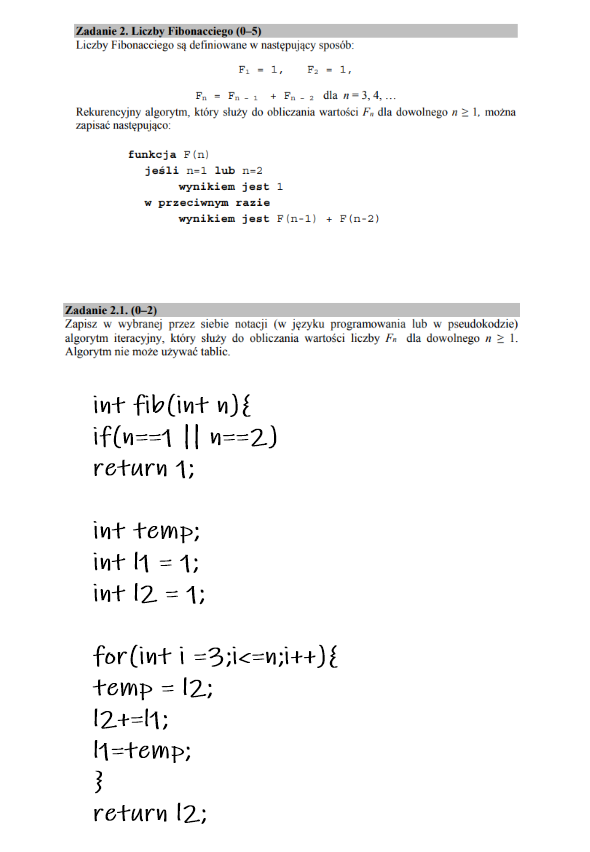 Zadanie 2. Liczby Fibonacciego (0–5)
Liczby Fibonacciego są definiowane w następujący sposób:
F₁ = 1, F₂ = 1,
Fₙ = Fₙ ₋ ₁ + Fₙ ₋ ₂ dla n = 3, 4, …
Rekurencyjny algorytm, który służy do obliczania wartości Fₙ dla dowolnego n ≥ 1, można
zapisać następująco:
funkcja F(n)
jeśli n=1 lub n=2
wynikiem jest 1
w przeciwnym razie
wynikiem jest F(n-1) + F(n-2)
Zadanie 2.1. (0–2)
Zapisz w wybranej przez siebie notacji (w języku programowania lub w pseudokodzie)
algorytm iteracyjny, który służy do obliczania wartości liczby Fₙ dla dowolnego n ≥ 1.
Algorytm nie może używać tablic.
int fib(int n){
if(n==1 || n==2)
return 1;
int temp;
int l1 = 1;
int l2 = 1;
for(int i =3;i<=n;i++){
temp = l2;
l2+=l1;
l1=temp;
}
return l2;